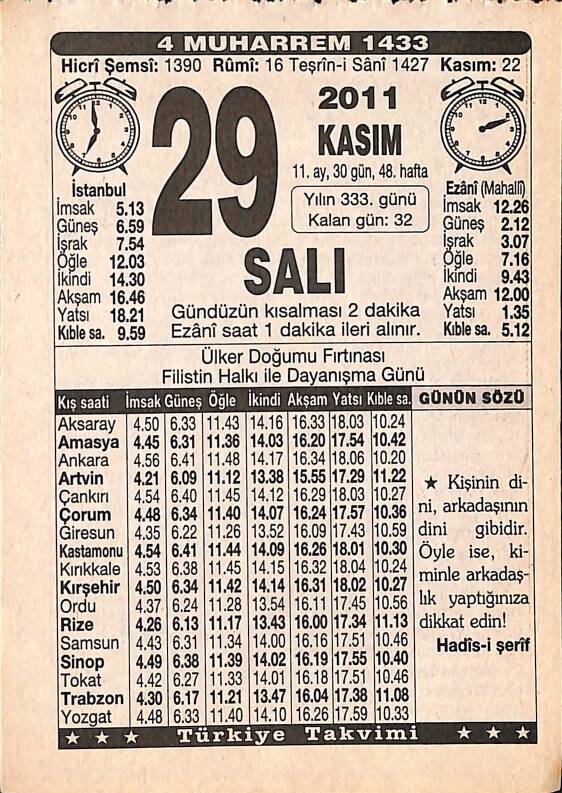 4 MUHARREM 1433
Hicrî Şemsî: 1390 Rûmî: 16 Teşrîn-i Sânî 1427 Kasım: 22
29
2011
KASIM
11. ay, 30 gün, 48. hafta
Yılın 333. günü
Kalan gün: 32
SALI
Gündüzün kısalması 2 dakika
Ezânî saat 1 dakika ileri alınır.
İstanbul
İmsak 5.13
Güneş 6.59
İşrak 7.54
Öğle 12.03
İkindi 14.30
Akşam 16.46
Yatsı 18.21
Kıble sa. 9.59
Ezânî (Mahallî)
İmsak 12.26
Güneş 2.12
İşrak 3.07
Öğle 7.16
İkindi 9.43
Akşam 12.00
Yatsı 1.35
Kıble sa. 5.12
Ülker Doğumu Fırtınası
Filistin Halkı ile Dayanışma Günü
Kış saati İmsak Güneş Öğle İkindi Akşam Yatsı Kıble sa.
Aksaray 4.50 6.33 11.43 14.16 16.33 18.03 10.24
Amasya 4.45 6.31 11.36 14.03 16.20 17.54 10.42
Ankara 4.56 6.41 11.48 14.17 16.34 18.06 10.20
Artvin 4.21 6.09 11.12 13.38 15.55 17.29 11.22
Çankırı 4.54 6.40 11.45 14.12 16.29 18.03 10.27
Çorum 4.48 6.34 11.40 14.07 16.24 17.57 10.36
Giresun 4.35 6.22 11.26 13.52 16.09 17.43 10.59
Kastamonu 4.54 6.41 11.44 14.09 16.26 18.01 10.30
Kırıkkale 4.53 6.38 11.45 14.15 16.32 18.04 10.24
Kırşehir 4.50 6.34 11.42 14.14 16.31 18.02 10.27
Ordu 4.37 6.24 11.28 13.54 16.11 17.45 10.56
Rize 4.26 6.13 11.17 13.43 16.00 17.34 11.13
Samsun 4.43 6.31 11.34 14.00 16.16 17.51 10.46
Sinop 4.49 6.38 11.39 14.02 16.19 17.55 10.40
Tokat 4.42 6.27 11.33 14.01 16.18 17.51 10.46
Trabzon 4.30 6.17 11.21 13.47 16.04 17.38 11.08
Yozgat 4.48 6.33 11.40 14.10 16.26 17.59 10.33
GÜNÜN SÖZÜ
★ Kişinin di-
ni, arkadaşının
dini gibidir.
Öyle ise, ki-
minle arkadaş-
lık yaptığınıza
dikkat edin!
Hadîs-i şerîf
★ ★ ★ Türkiye Takvimi ★ ★ ★